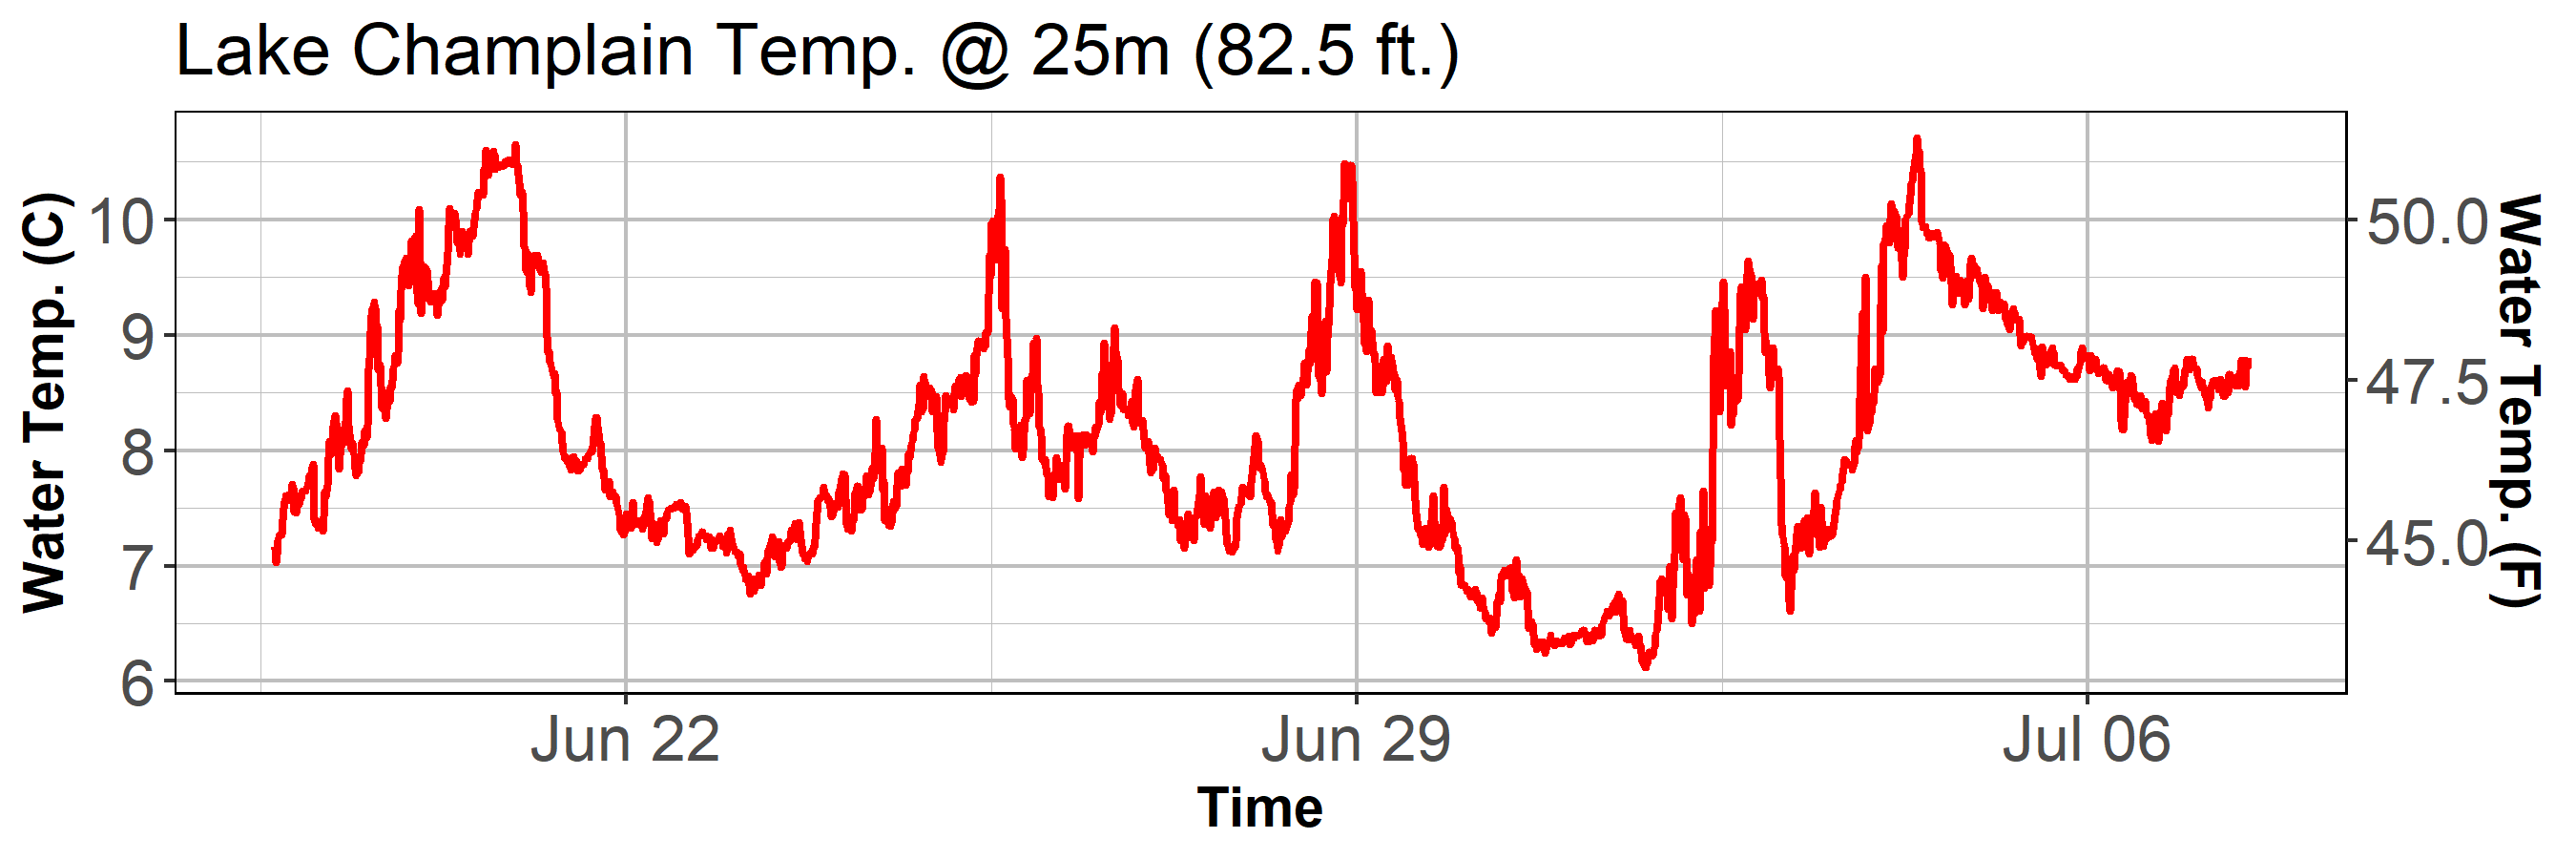 Lake Champlain Temp. @ 25m (82.5 ft.)
Water Temp. (C)
10
9
8
7
6
50.0
47.5
45.0
Water Temp. (F)
Jun 22
Jun 29
Jul 06
Time